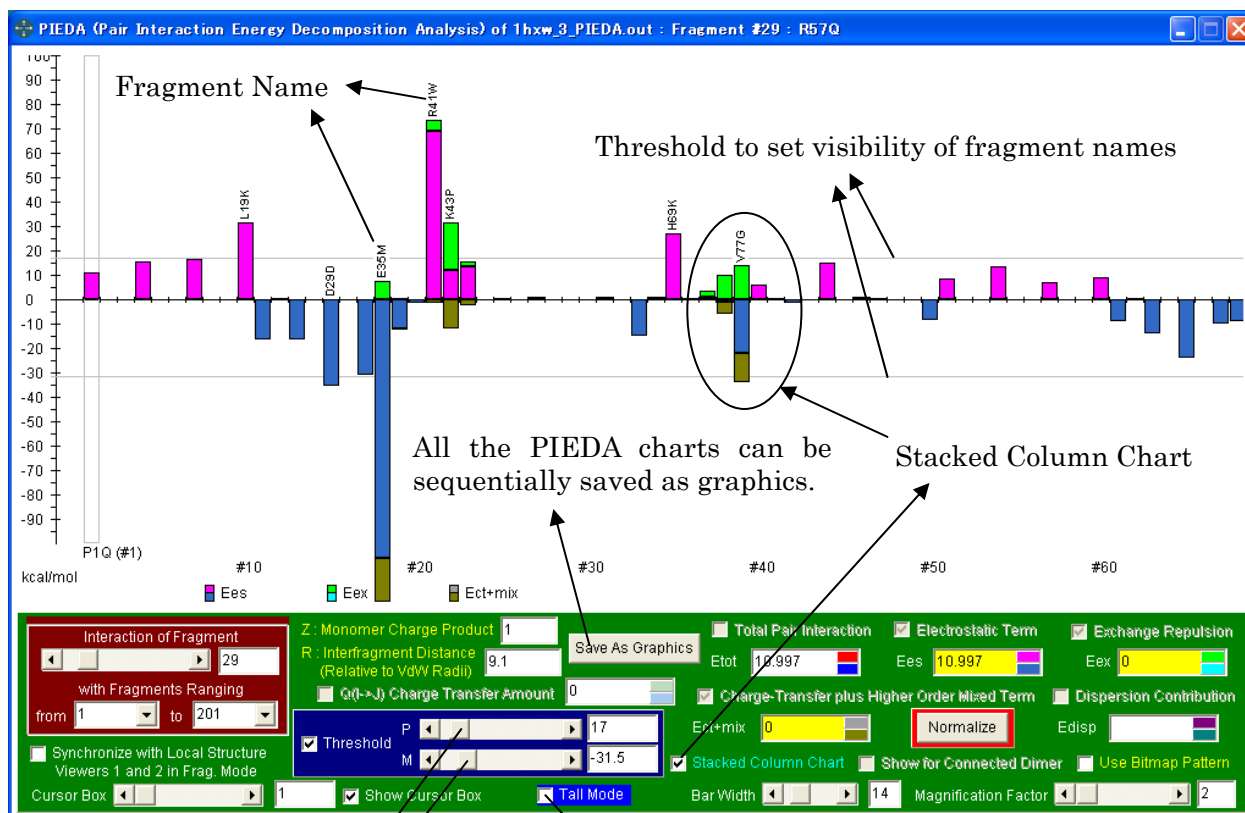 PIEDA (Pair Interaction Energy Decomposition Analysis) of 1hxw_3_PIEDA.out : Fragment #29 : R57Q
100
90
80
70
60
50
40
30
20
10
0
-10
-20
-30
-40
-50
-60
-70
-80
-90
kcal/mol
Fragment Name
R41W
Threshold to set visibility of fragment names
L19K
D29D
E35M
K43P
H69K
V77G
All the PIEDA charts can be
sequentially saved as graphics.
Stacked Column Chart
P1Q (#1)
#10 #20 #30 #40 #50 #60
Ees Eex Ect+mix
Interaction of Fragment
29
with Fragments Ranging
from 1 to 201
Synchronize with Local Structure
Viewers 1 and 2 in Frag. Mode
Cursor Box 1
Show Cursor Box
Tall Mode
Z : Monomer Charge Product 1
R : Interfragment Distance
(Relative to VdW Radii) 9.1
Q(I->J) Charge Transfer Amount 0
Threshold
P 17
M -31.5
Save As Graphics
Total Pair Interaction
Electrostatic Term
Exchange Repulsion
Etot 10.997
Ees 10.997
Eex 0
Charge-Transfer plus Higher Order Mixed Term
Dispersion Contribution
Ect+mix 0
Normalize
Edisp
Stacked Column Chart
Show for Connected Dimer
Use Bitmap Pattern
Bar Width 14
Magnification Factor 2